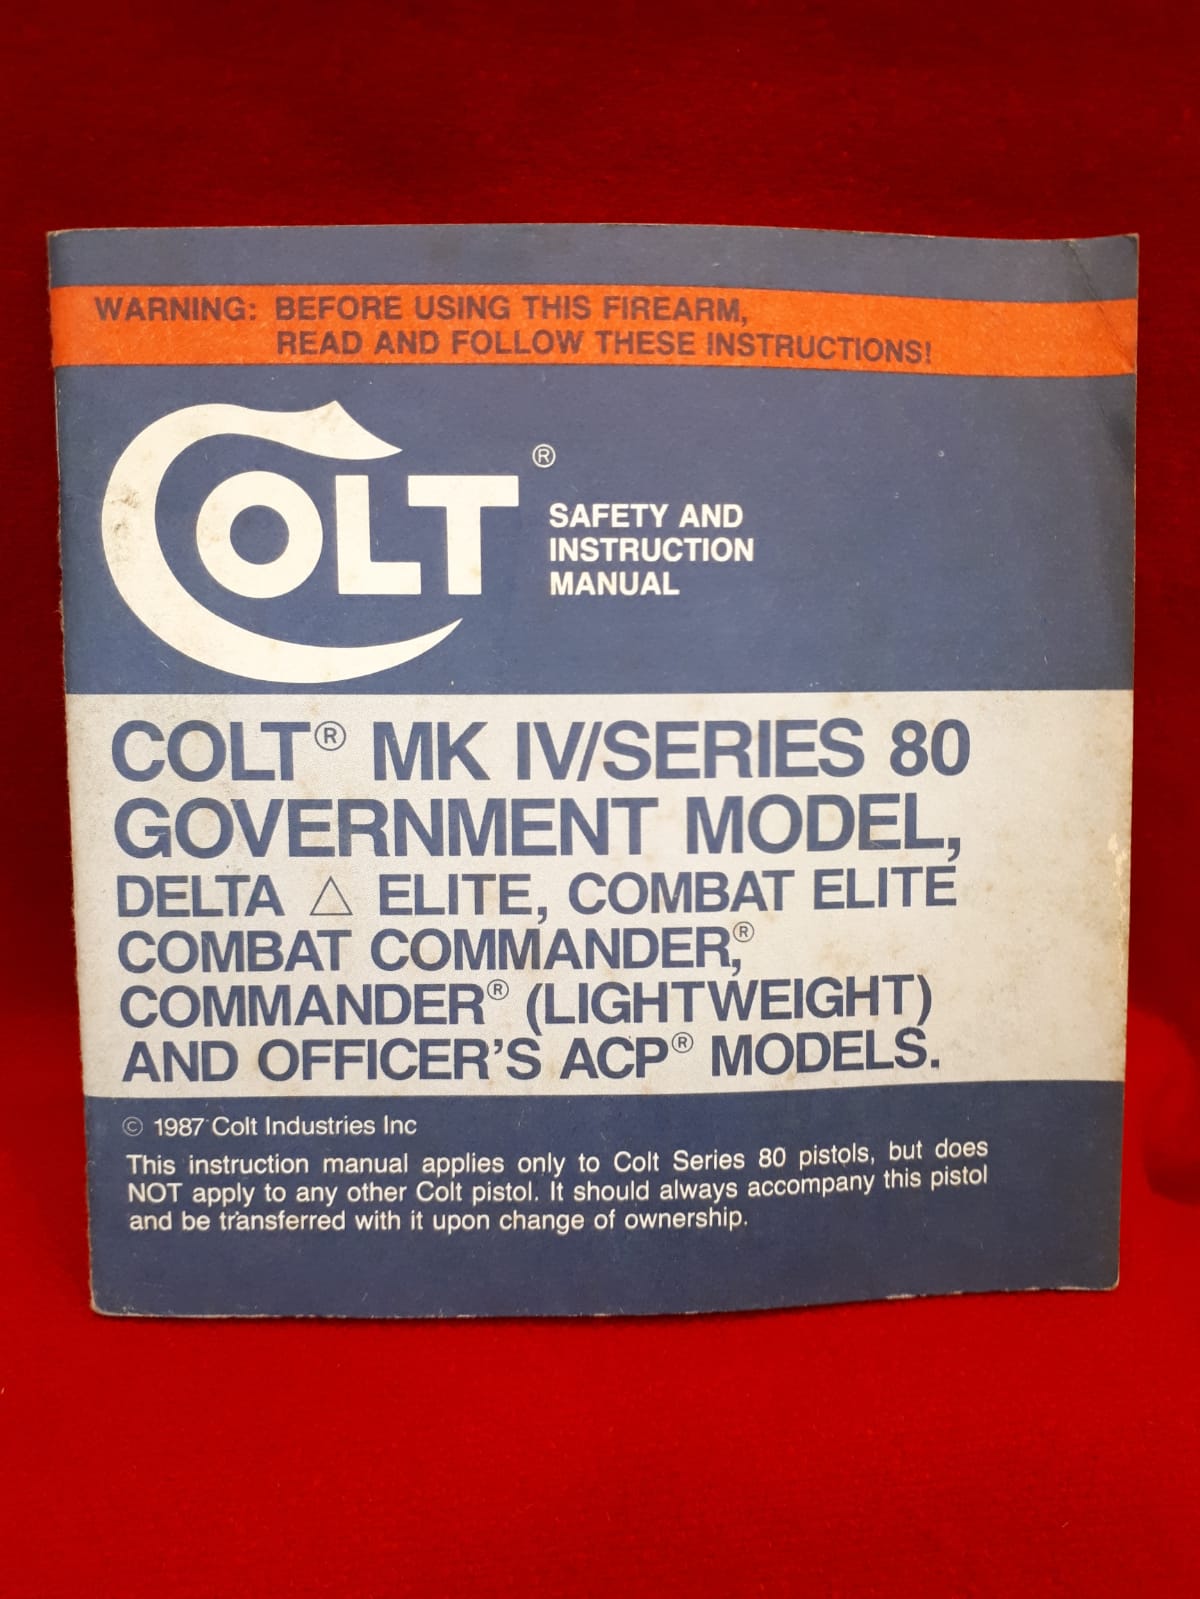 WARNING: BEFORE USING THIS FIREARM,
READ AND FOLLOW THESE INSTRUCTIONS!
COLT®
SAFETY AND
INSTRUCTION
MANUAL
COLT® MK IV/SERIES 80
GOVERNMENT MODEL,
DELTA △ ELITE, COMBAT ELITE
COMBAT COMMANDER,®
COMMANDER® (LIGHTWEIGHT)
AND OFFICER'S ACP® MODELS.
© 1987 Colt Industries Inc
This instruction manual applies only to Colt Series 80 pistols, but does
NOT apply to any other Colt pistol. It should always accompany this pistol
and be transferred with it upon change of ownership.